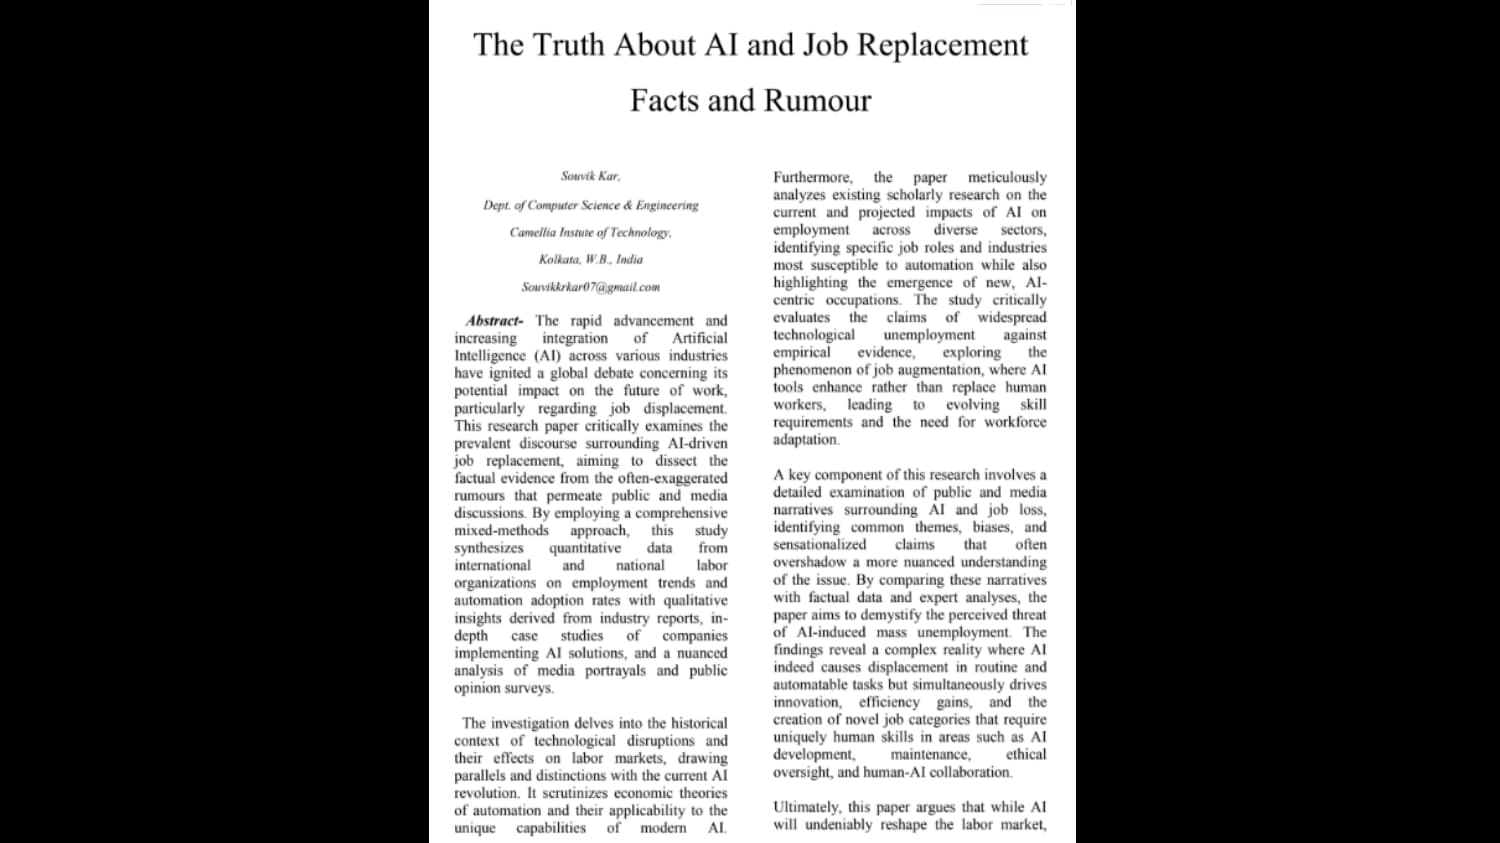 The Truth About AI and Job Replacement
Facts and Rumour
Souvik Kar,
Dept. of Computer Science & Engineering
Camellia Instute of Technology,
Kolkata, W.B., India
Souvikkrkar07@gmail.com
Abstract- The rapid advancement and
increasing integration of Artificial
Intelligence (AI) across various industries
have ignited a global debate concerning its
potential impact on the future of work,
particularly regarding job displacement.
This research paper critically examines the
prevalent discourse surrounding AI-driven
job replacement, aiming to dissect the
factual evidence from the often-exaggerated
rumours that permeate public and media
discussions. By employing a comprehensive
mixed-methods approach, this study
synthesizes quantitative data from
international and national labor
organizations on employment trends and
automation adoption rates with qualitative
insights derived from industry reports, in-
depth case studies of companies
implementing AI solutions, and a nuanced
analysis of media portrayals and public
opinion surveys.
The investigation delves into the historical
context of technological disruptions and
their effects on labor markets, drawing
parallels and distinctions with the current AI
revolution. It scrutinizes economic theories
of automation and their applicability to the
unique capabilities of modern AI.
Furthermore, the paper meticulously
analyzes existing scholarly research on the
current and projected impacts of AI on
employment across diverse sectors,
identifying specific job roles and industries
most susceptible to automation while also
highlighting the emergence of new, AI-
centric occupations. The study critically
evaluates the claims of widespread
technological unemployment against
empirical evidence, exploring the
phenomenon of job augmentation, where AI
tools enhance rather than replace human
workers, leading to evolving skill
requirements and the need for workforce
adaptation.
A key component of this research involves a
detailed examination of public and media
narratives surrounding AI and job loss,
identifying common themes, biases, and
sensationalized claims that often
overshadow a more nuanced understanding
of the issue. By comparing these narratives
with factual data and expert analyses, the
paper aims to demystify the perceived threat
of AI-induced mass unemployment. The
findings reveal a complex reality where AI
indeed causes displacement in routine and
automatable tasks but simultaneously drives
innovation, efficiency gains, and the
creation of novel job categories that require
uniquely human skills in areas such as AI
development, maintenance, ethical
oversight, and human-AI collaboration.
Ultimately, this paper argues that while AI
will undeniably reshape the labor market,